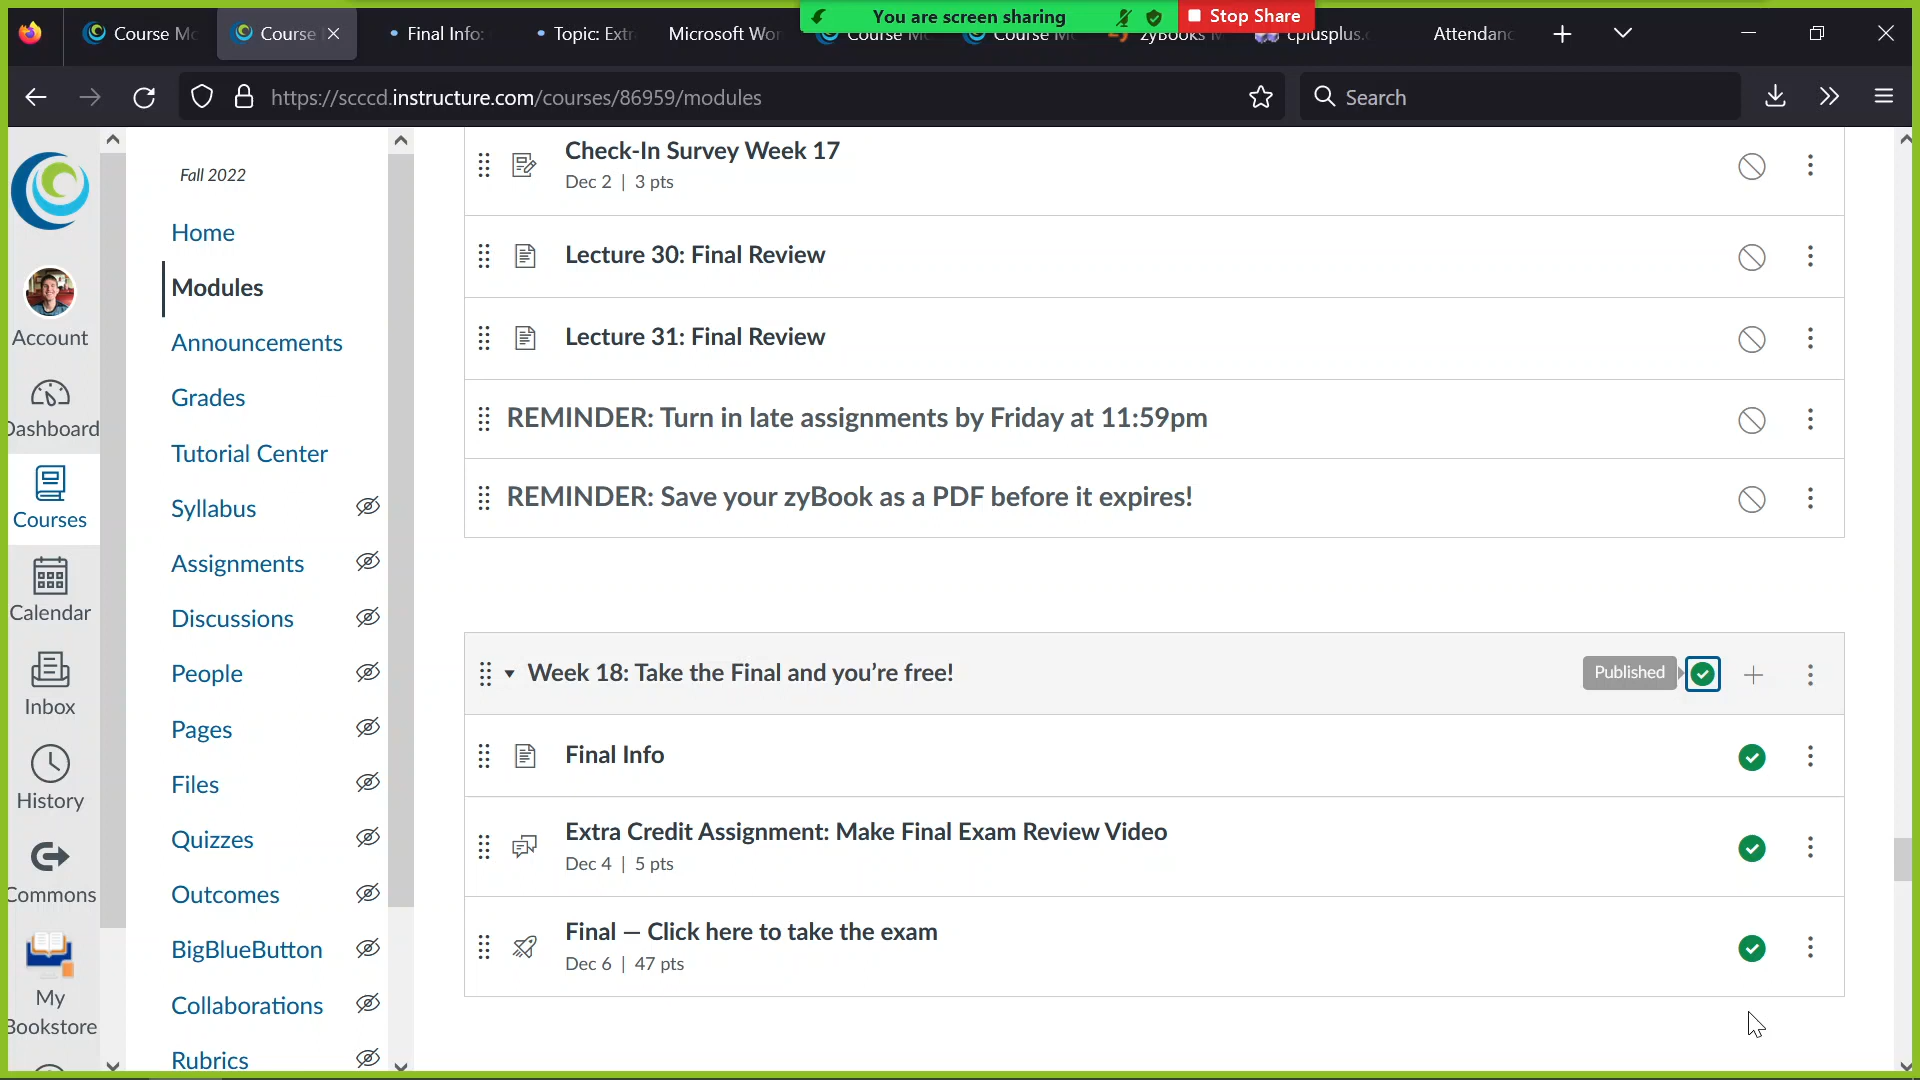 You are screen sharing
Stop Share
Course Mo
Course
Final Info:
Topic: Extr
Microsoft Wor
Course Mo
Course Mo
zyBooks M
cplusplus.c
Attendanc
https://scccd.instructure.com/courses/86959/modules
Search
Account
Dashboard
Courses
Calendar
Inbox
History
Commons
My
Bookstore
Fall 2022
Home
Modules
Announcements
Grades
Tutorial Center
Syllabus
Assignments
Discussions
People
Pages
Files
Quizzes
Outcomes
BigBlueButton
Collaborations
Rubrics
Check-In Survey Week 17
Dec 2 | 3 pts
Lecture 30: Final Review
Lecture 31: Final Review
REMINDER: Turn in late assignments by Friday at 11:59pm
REMINDER: Save your zyBook as a PDF before it expires!
Week 18: Take the Final and you’re free!
Published
Final Info
Extra Credit Assignment: Make Final Exam Review Video
Dec 4 | 5 pts
Final — Click here to take the exam
Dec 6 | 47 pts